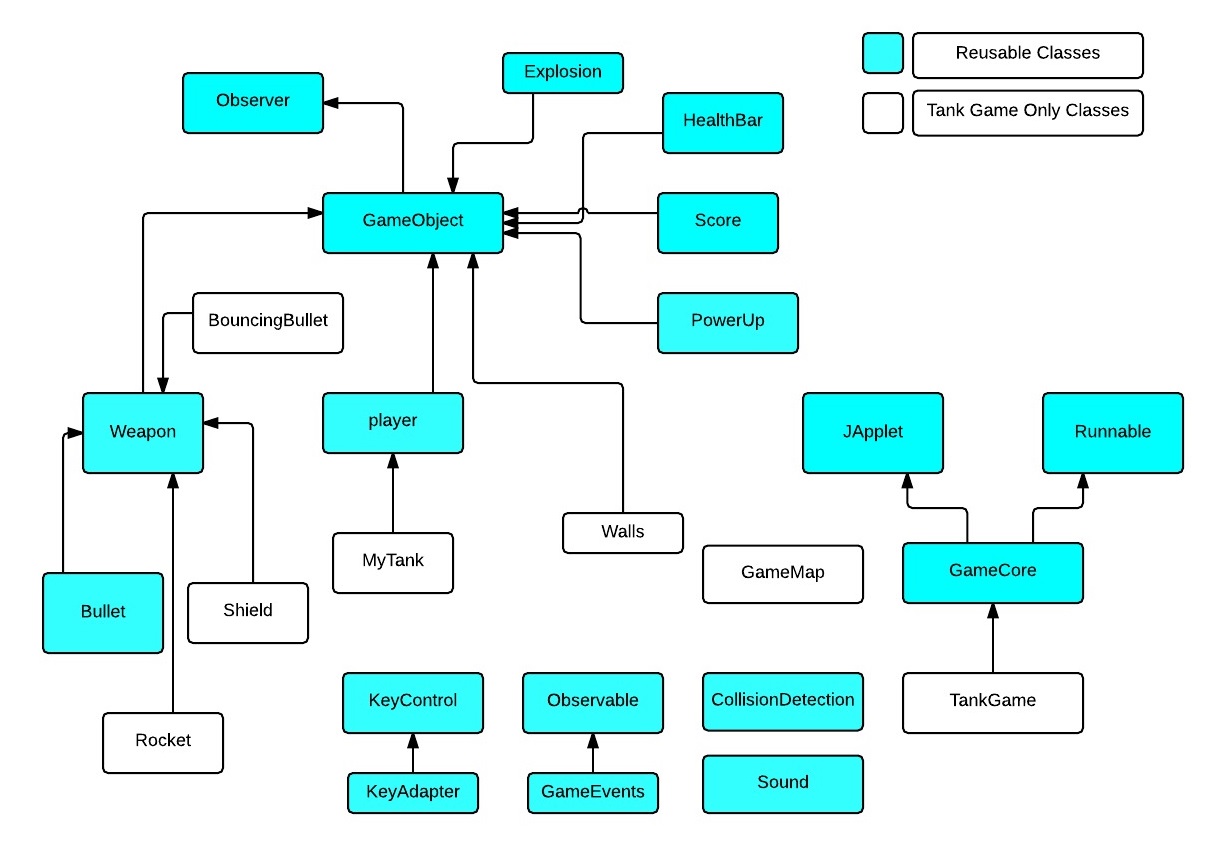 Explosion
Reusable Classes
Observer
HealthBar
Tank Game Only Classes
GameObject
Score
BouncingBullet
PowerUp
Weapon
player
JApplet
Runnable
Walls
MyTank
GameMap
GameCore
Bullet
Shield
KeyControl
Observable
CollisionDetection
TankGame
Rocket
KeyAdapter
GameEvents
Sound